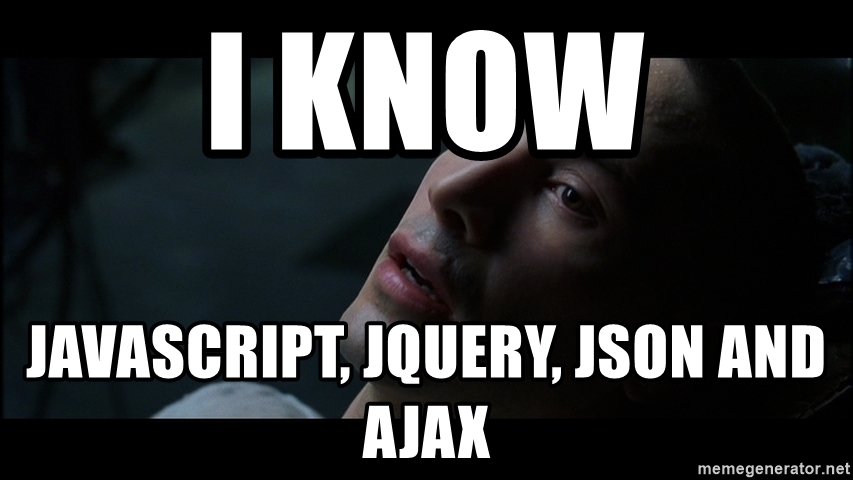 I KNOW
JAVASCRIPT, JQUERY, JSON AND
AJAX
memegenerator.net